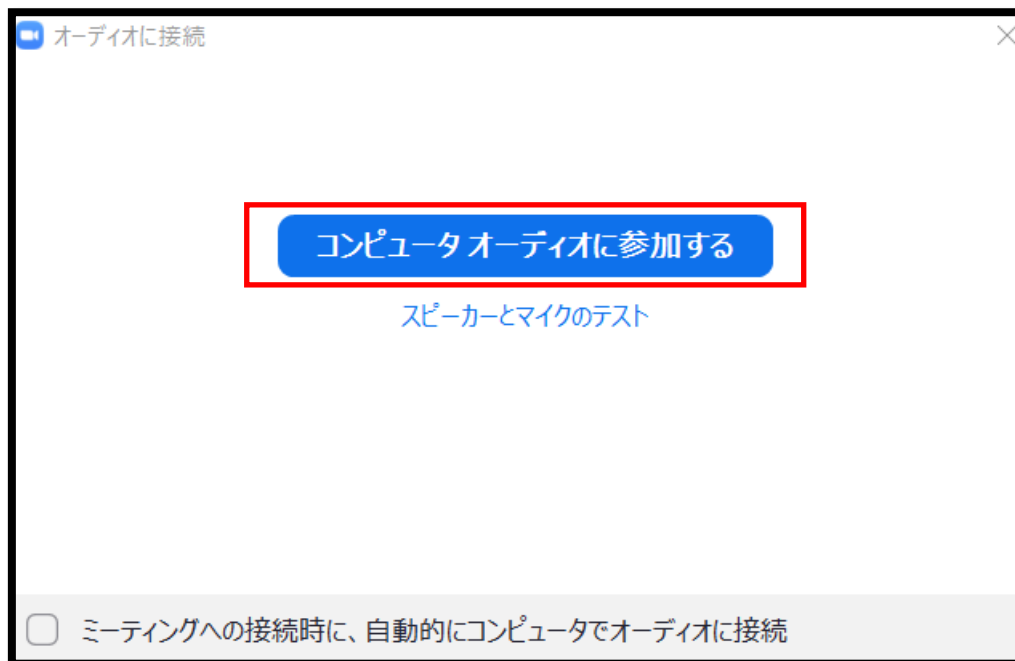 オーディオに接続
コンピュータ オーディオに参加する
スピーカーとマイクのテスト
ミーティングへの接続時に、自動的にコンピュータでオーディオに接続